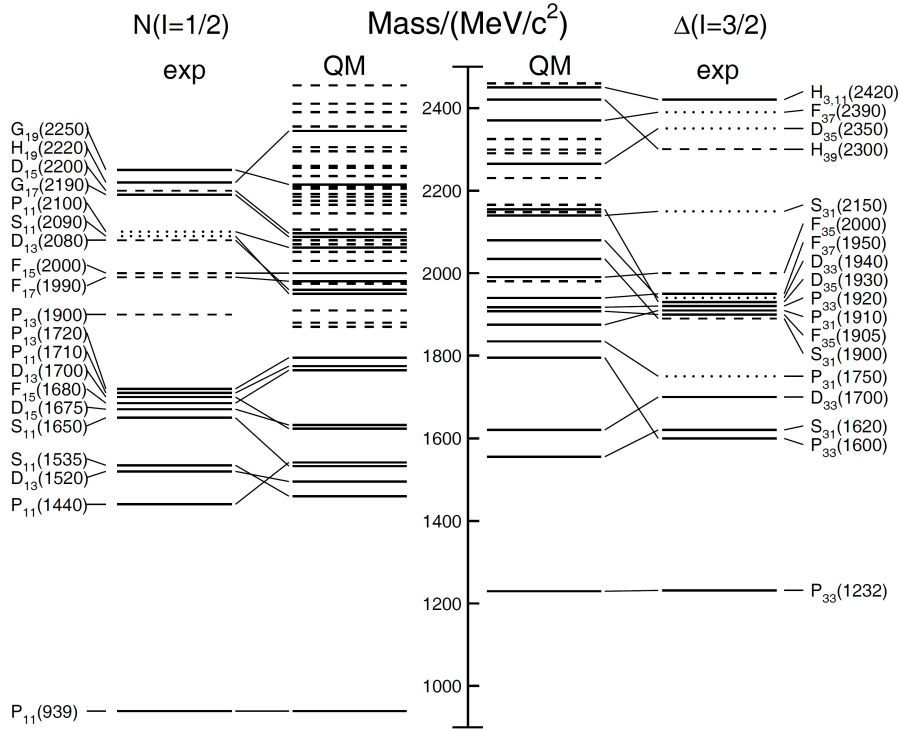 N(I=1/2)
Mass/(MeV/c²)
Δ(I=3/2)
exp
QM
QM
exp
G₁₉(2250)
H₁₉(2220)
D₁₅(2200)
G₁₇(2190)
P₁₁(2100)
S₁₁(2090)
D₁₃(2080)
F₁₅(2000)
F₁₇(1990)
P₁₃(1900)
P₁₃(1720)
P₁₁(1710)
D₁₃(1700)
F₁₅(1680)
D₁₅(1675)
S₁₁(1650)
S₁₁(1535)
D₁₃(1520)
P₁₁(1440)
P₁₁(939)
2400
2200
2000
1800
1600
1400
1200
1000
H₃,₁₁(2420)
F₃₇(2390)
D₃₅(2350)
H₃₉(2300)
S₃₁(2150)
F₃₅(2000)
F₃₇(1950)
D₃₃(1940)
D₃₅(1930)
P₃₃(1920)
P₃₁(1910)
F₃₅(1905)
S₃₁(1900)
P₃₁(1750)
D₃₃(1700)
S₃₁(1620)
P₃₃(1600)
P₃₃(1232)